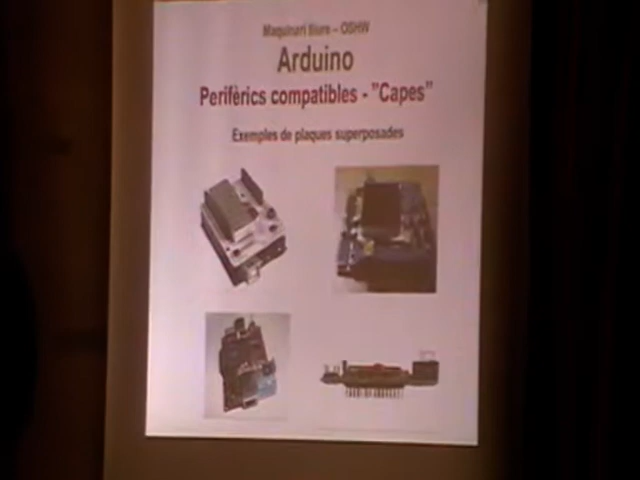 Maquinari lliure – OSHW
Arduino
Perifèrics compatibles - "Capes"
Exemples de plaques superposades